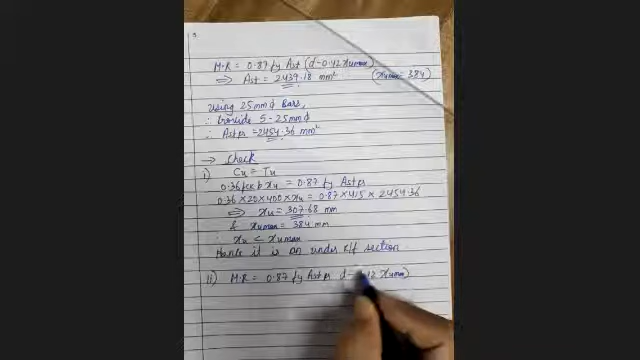 M.R = 0.87 fy Ast (d-0.42 xumax)
⇒ Ast = 2439.18 mm² (xumax = 384)
Using 25mm ϕ Bars,
∴ Provide 5 - 25mm ϕ
∴ Astpr = 2454.36 mm²
→ Check
i) Cu = Tu
0.36 fck b xu = 0.87 fy Astpr
0.36 × 20 × 400 × xu = 0.87 × 415 × 2454.36
⇒ xu = 307.68 mm
& xumax = 384 mm
∴ xu < xumax
Hence it is an under R/f section
ii) M.R = 0.87 fy Astpr d - 0.42 xumax)